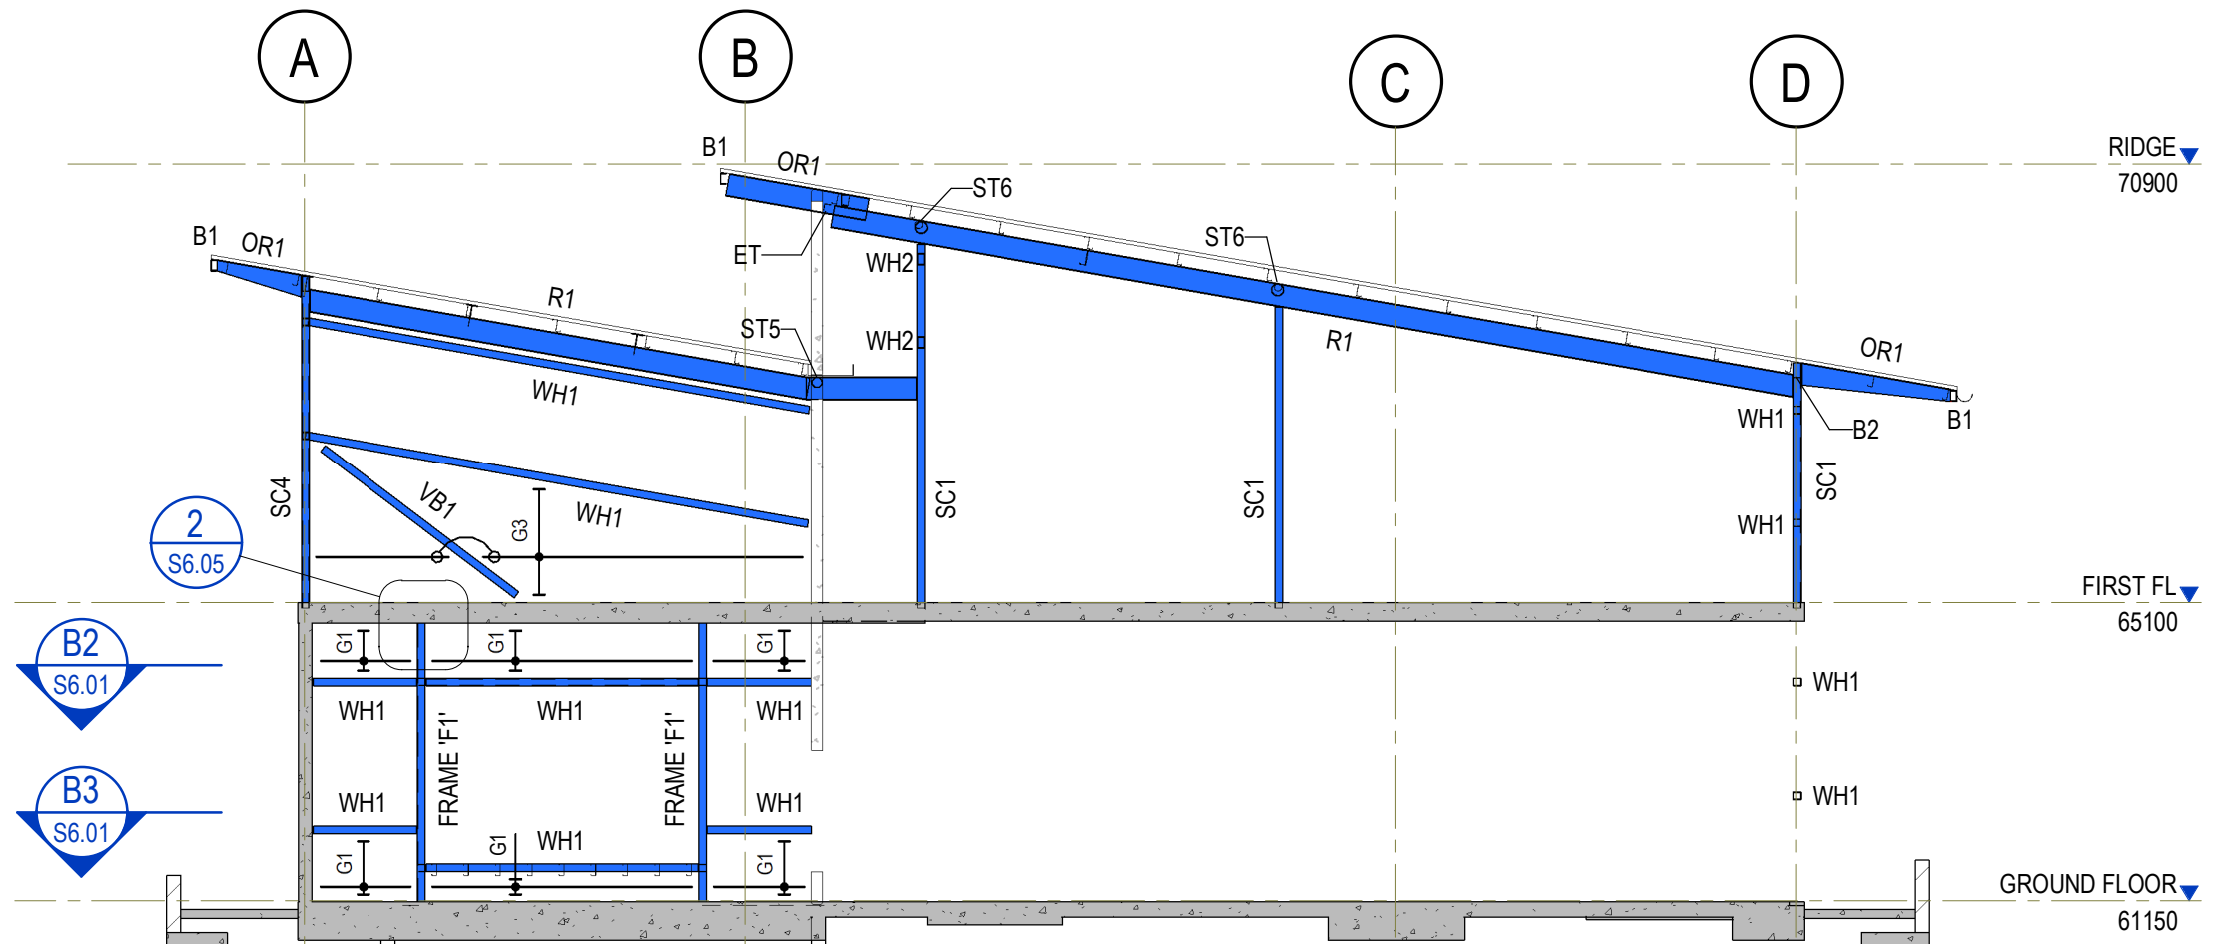 A
B
C
D
RIDGE
70900
B1
OR1
ST6
ST6
ET
WH2
B1
OR1
R1
ST5
WH2
R1
OR1
WH1
WH1
B2
B1
SC4
VB1
G3
WH1
SC1
SC1
WH1
SC1
2
S6.05
FIRST FL
65100
B2
S6.01
G1
G1
G1
WH1
WH1
WH1
WH1
FRAME 'F1'
FRAME 'F1'
B3
S6.01
WH1
WH1
WH1
WH1
G1
G1
G1
GROUND FLOOR
61150